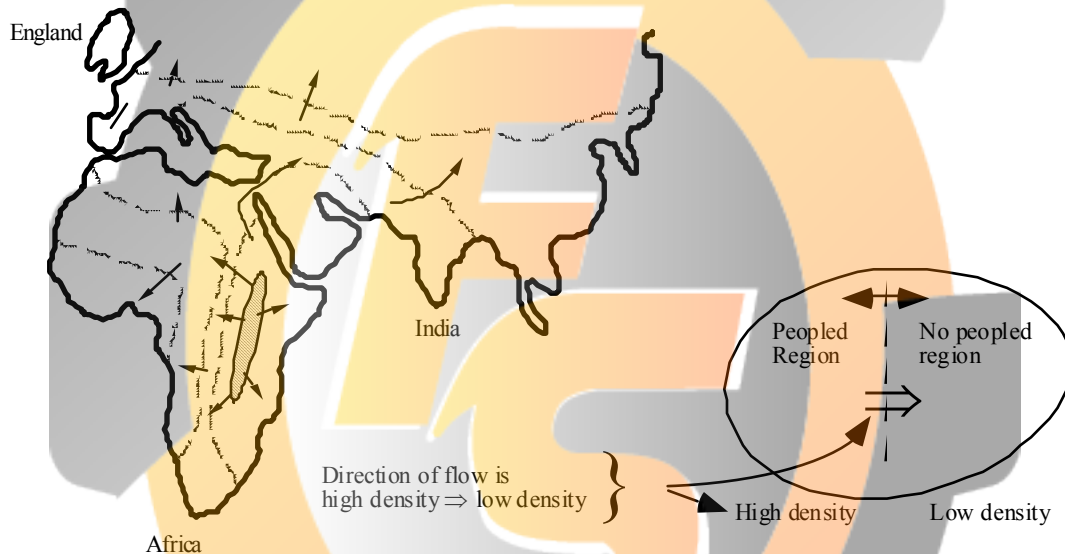 England
India
Africa
Peopled
Region
No peopled
region
Direction of flow is
high density ⇒ low density
High density
Low density